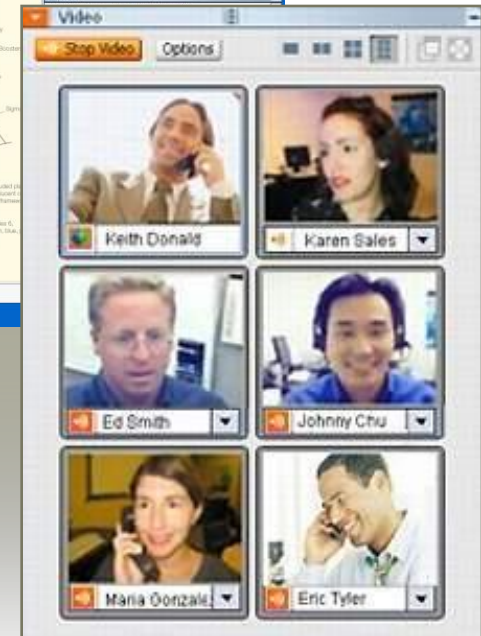 Video
Stop Video Options
Keith Donald
Karen Sales
Ed Smith
Johnny Chu
Maria Gonzale
Eric Tyler